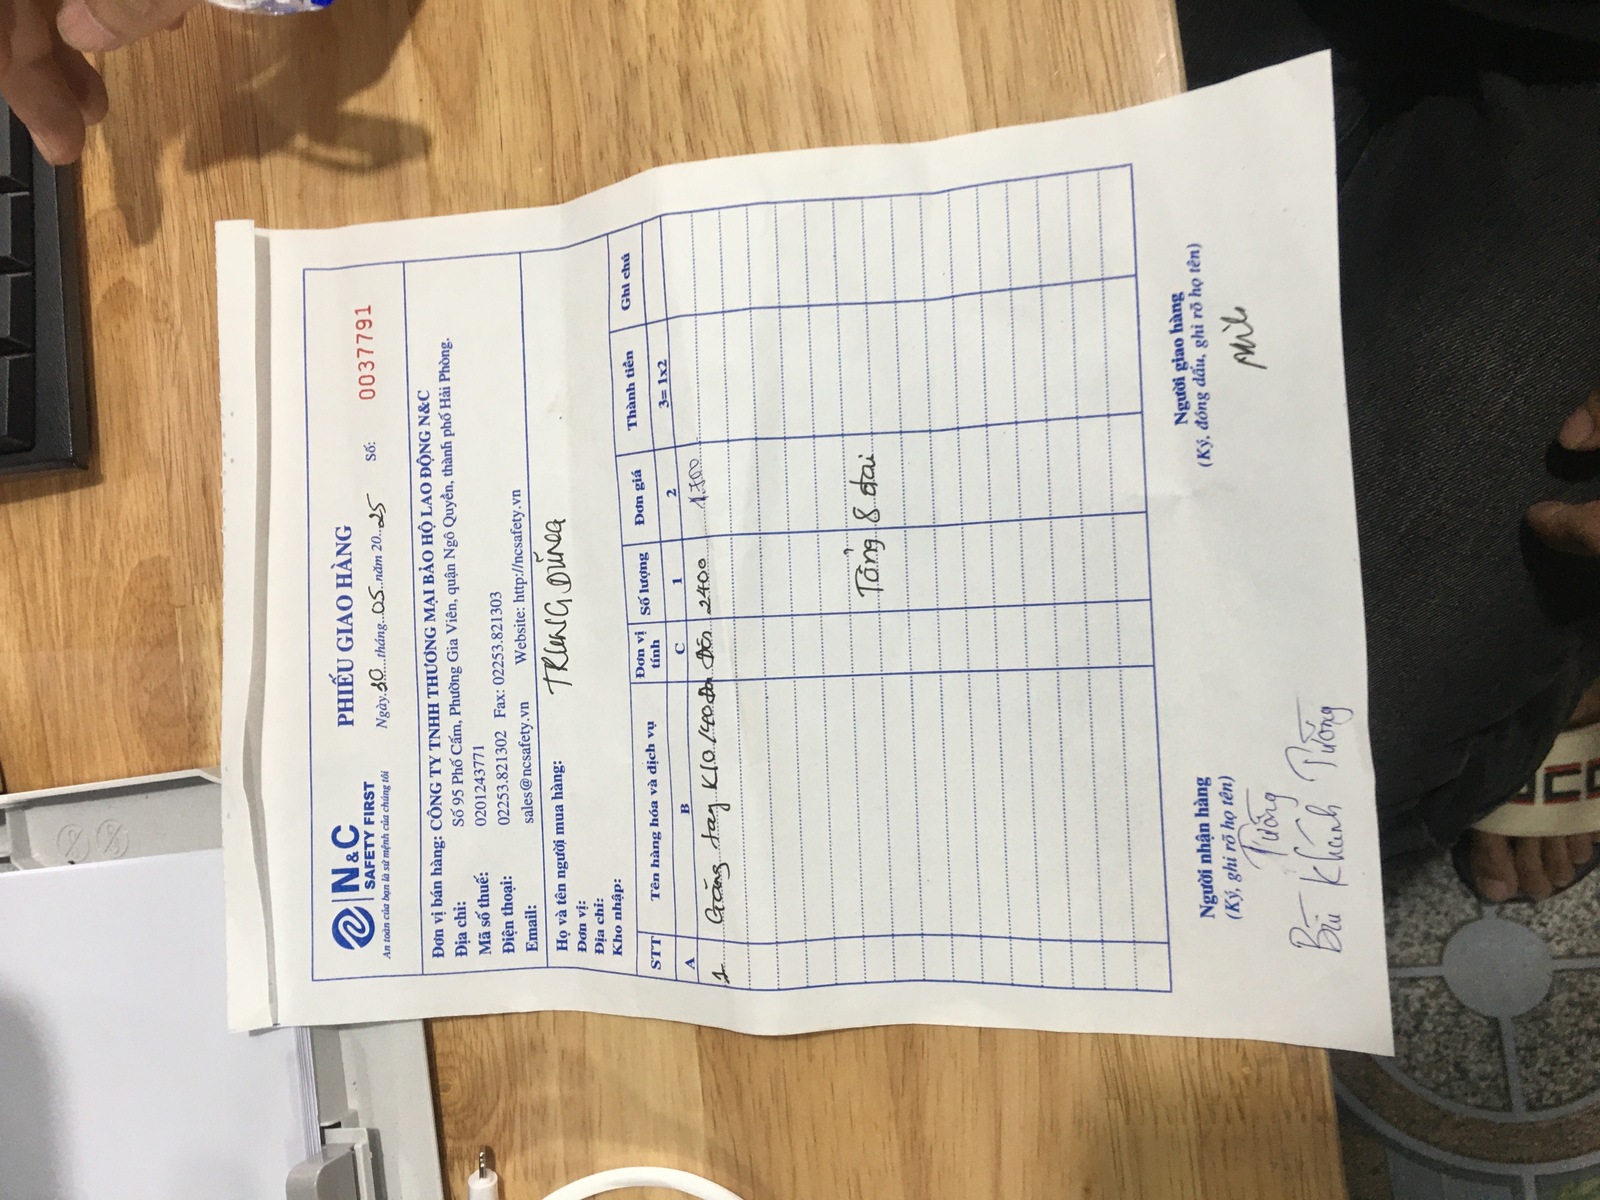 N&C
SAFETY FIRST
An toàn của bạn là sứ mệnh của chúng tôi
PHIẾU GIAO HÀNG
Ngày 30 tháng 05 năm 2025 Số: 0037791
Đơn vị bán hàng: CÔNG TY TNHH THƯƠNG MẠI BẢO HỘ LAO ĐỘNG N&C
Địa chỉ: Số 95 Phố Cấm, Phường Gia Viên, quận Ngô Quyền, thành phố Hải Phòng.
Mã số thuế: 0201243771
Điện thoại: 02253.821302 Fax: 02253.821303
Email: sales@ncsafety.vn Website: http://ncsafety.vn
Họ và tên người mua hàng: TRUNG DŨNG
Đơn vị:
Địa chỉ:
Kho nhập:
STT Tên hàng hóa và dịch vụ Đơn vị tính Số lượng Đơn giá Thành tiền Ghi chú
A B C 1 2 3= 1x2
1 Găng tay K10 Đôi 2400
Tảng 8 dai
Người nhận hàng Người giao hàng
(Ký, ghi rõ họ tên) (Ký, đóng dấu, ghi rõ họ tên)
Tưởng
Bùi Khánh Tưởng